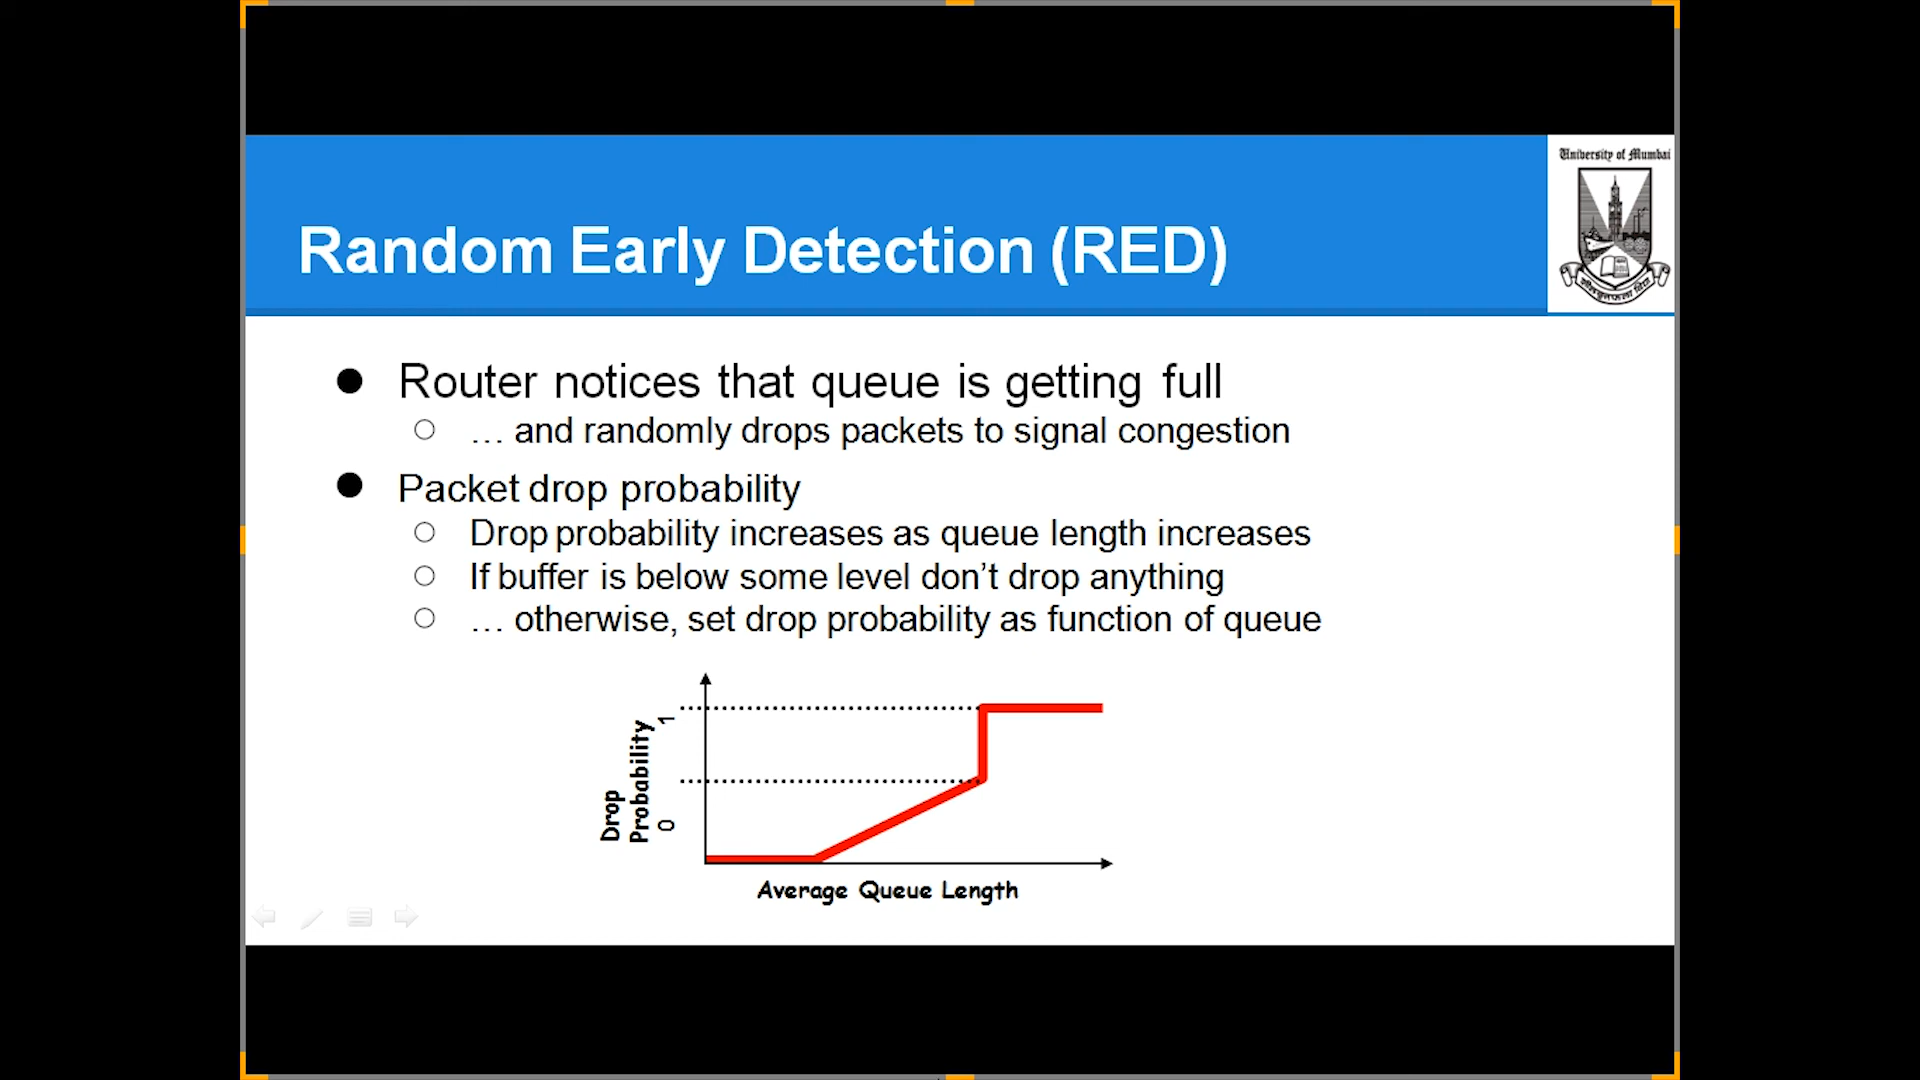 University of Mumbai
Random Early Detection (RED)
● Router notices that queue is getting full
○ … and randomly drops packets to signal congestion
● Packet drop probability
○ Drop probability increases as queue length increases
○ If buffer is below some level don’t drop anything
○ … otherwise, set drop probability as function of queue
Drop
Probability
0 1
Average Queue Length